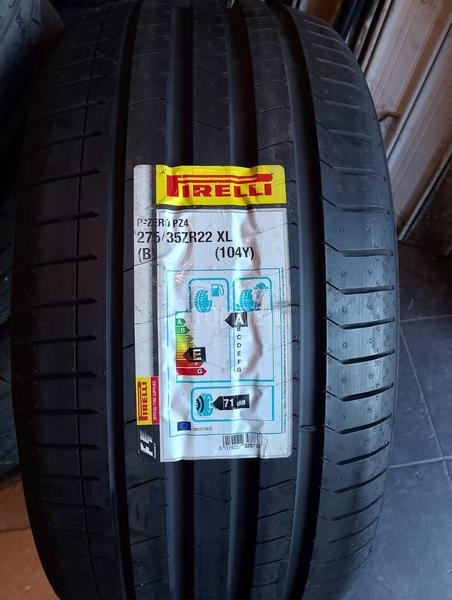 PIRELLI
P-ZERO PZ4
275/35ZR22 XL
(B (104Y)
A
B
C
E
G
A
B
C
D
E
F
G
71 dB
PIRELLI